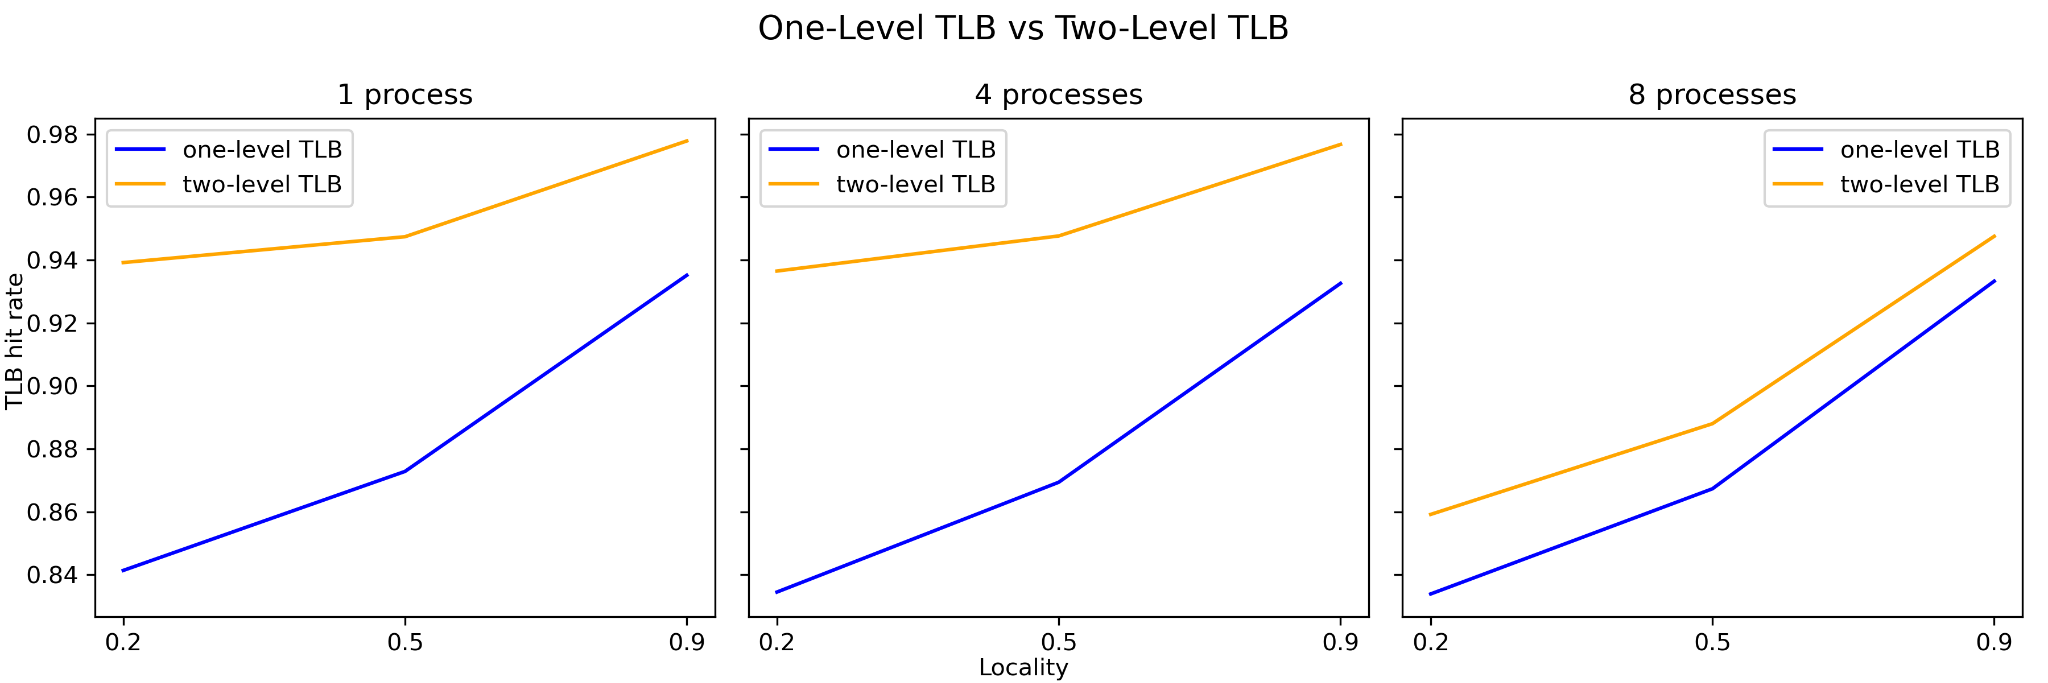 One-Level TLB vs Two-Level TLB
1 process
one-level TLB
two-level TLB
0.98
0.96
0.94
0.92
0.90
0.88
0.86
0.84
TLB hit rate
0.2 0.5 0.9
4 processes
one-level TLB
two-level TLB
0.2 0.5 0.9
Locality
8 processes
one-level TLB
two-level TLB
0.2 0.5 0.9